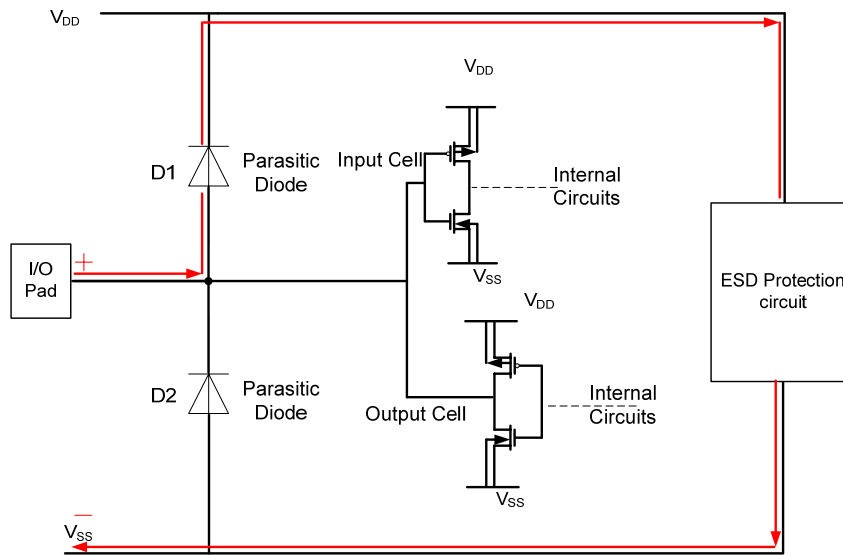 VDD
VDD
D1
Parasitic
Diode
Input Cell
Internal
Circuits
I/O
Pad
+
VSS
ESD Protection
circuit
VDD
D2
Parasitic
Diode
Output Cell
Internal
Circuits
VSS
−
VSS